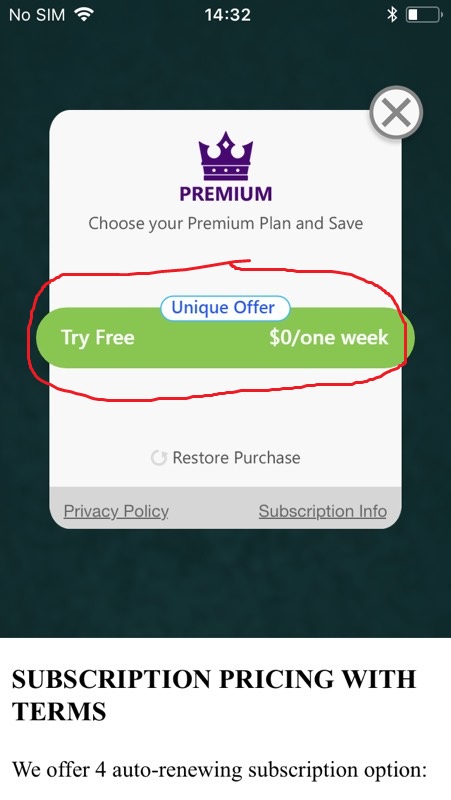 No SIM 14:32
PREMIUM
Choose your Premium Plan and Save
Unique Offer
Try Free $0/one week
Restore Purchase
Privacy Policy Subscription Info
SUBSCRIPTION PRICING WITH
TERMS
We offer 4 auto-renewing subscription option: